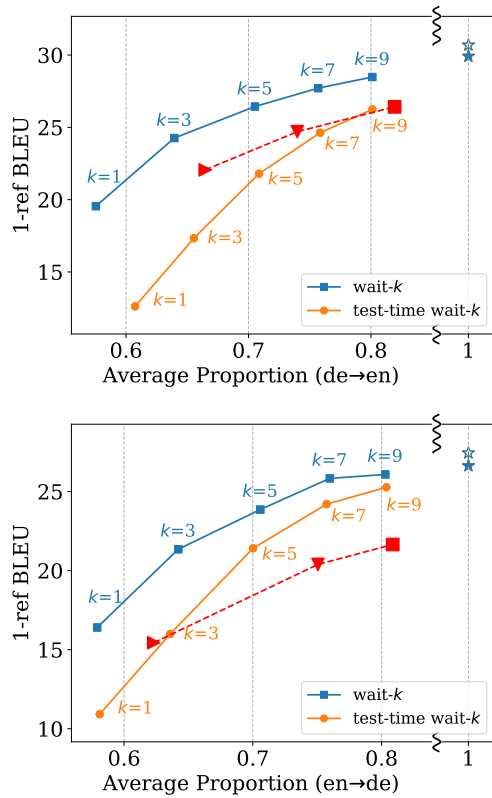 30
25
20
15
1-ref BLEU
k=1
k=3
k=5
k=7
k=9
k=1
k=3
k=5
k=7
k=9
wait-k
test-time wait-k
0.6 0.7 0.8 1
Average Proportion (de→en)
25
20
15
10
1-ref BLEU
k=1
k=3
k=5
k=7
k=9
k=1
k=3
k=5
k=7
k=9
wait-k
test-time wait-k
0.6 0.7 0.8 1
Average Proportion (en→de)